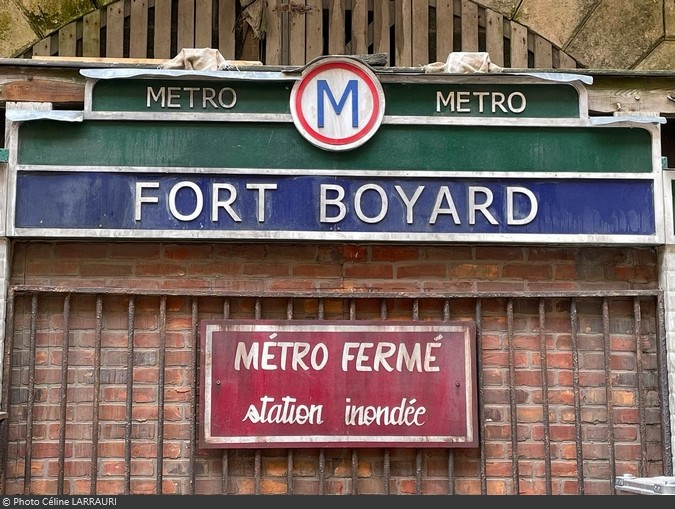 METRO M METRO
FORT BOYARD
MÉTRO FERMÉ
station inondée
© Photo Céline LARRAURI